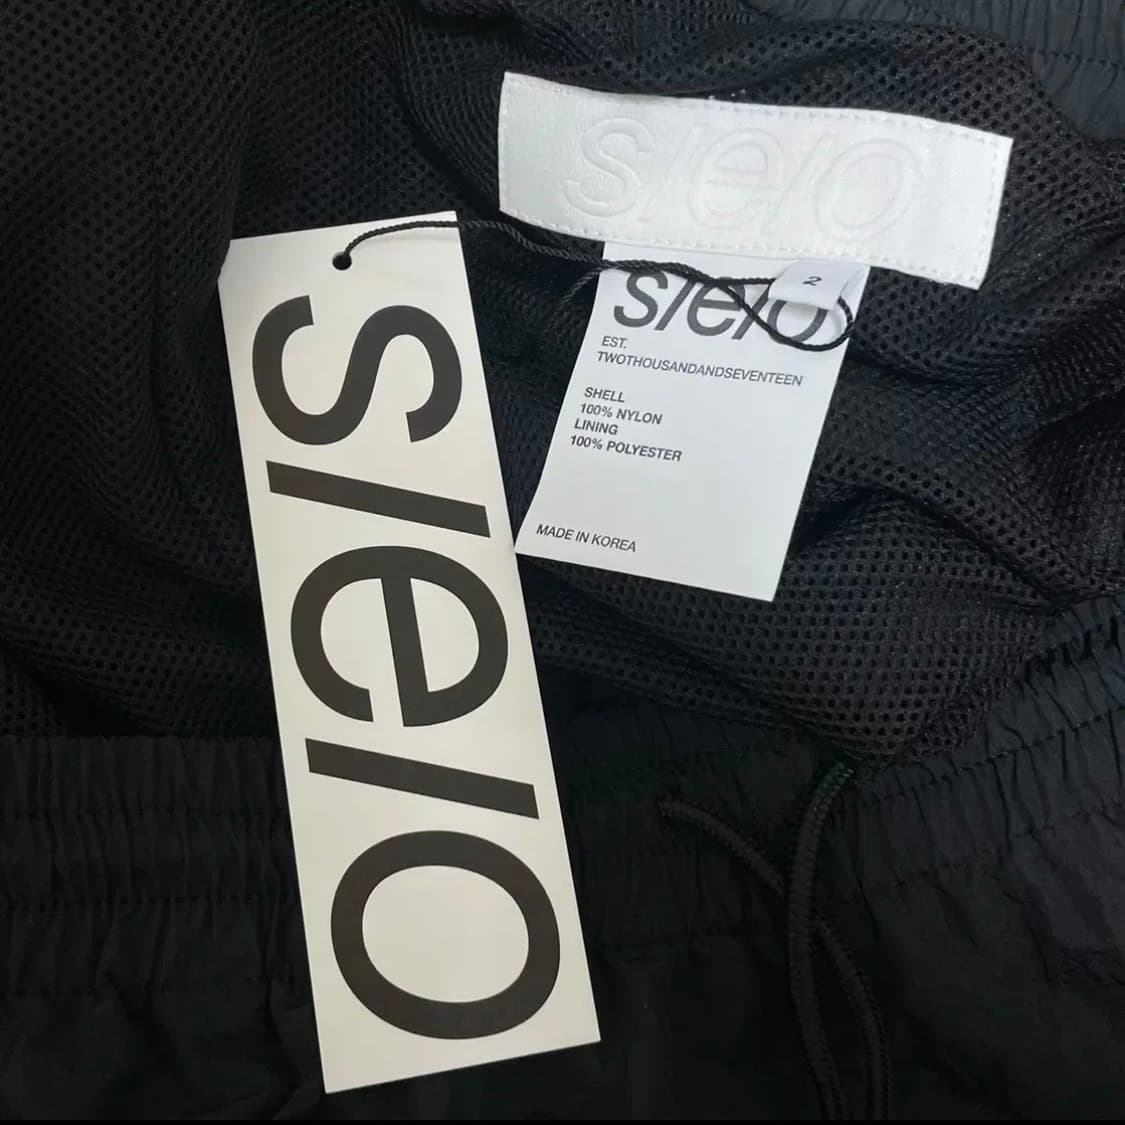 s/e/o
2
s/e/o
EST.
TWOTHOUSANDANDSEVENTEEN
SHELL
100% NYLON
LINING
100% POLYESTER
MADE IN KOREA
s/e/o